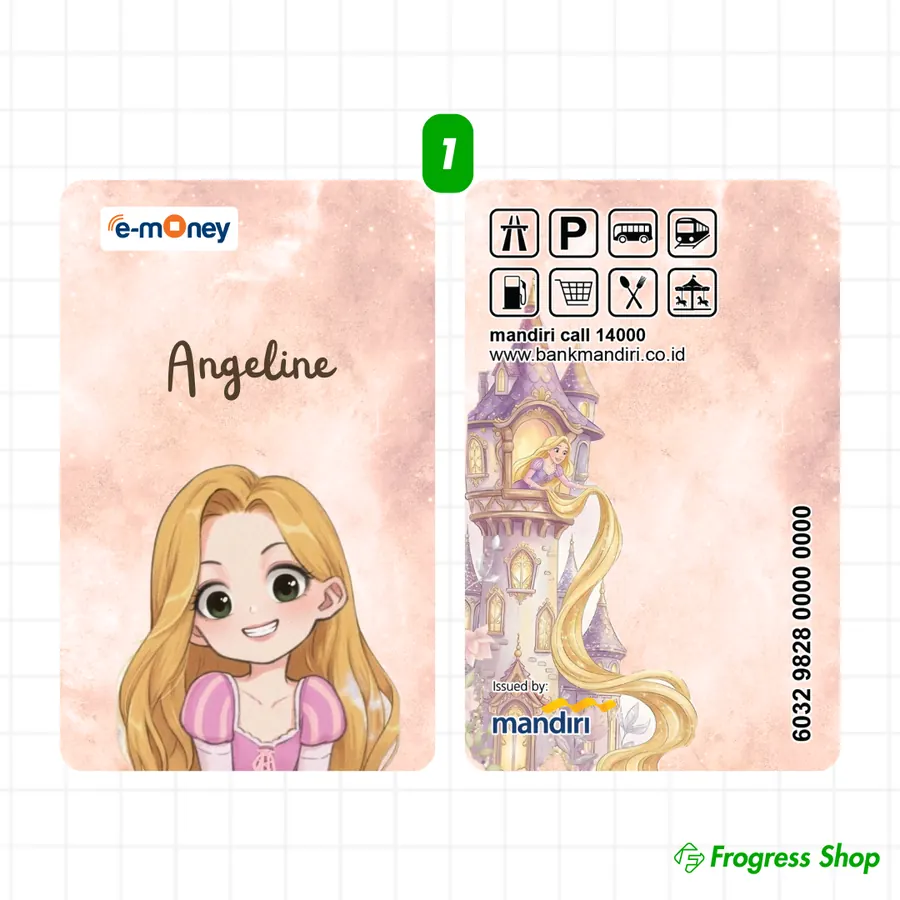 1
e-money
Angeline
P
mandiri call 14000
www.bankmandiri.co.id
6032 9828 0000 0000
Issued by:
mandiri
Frogress Shop